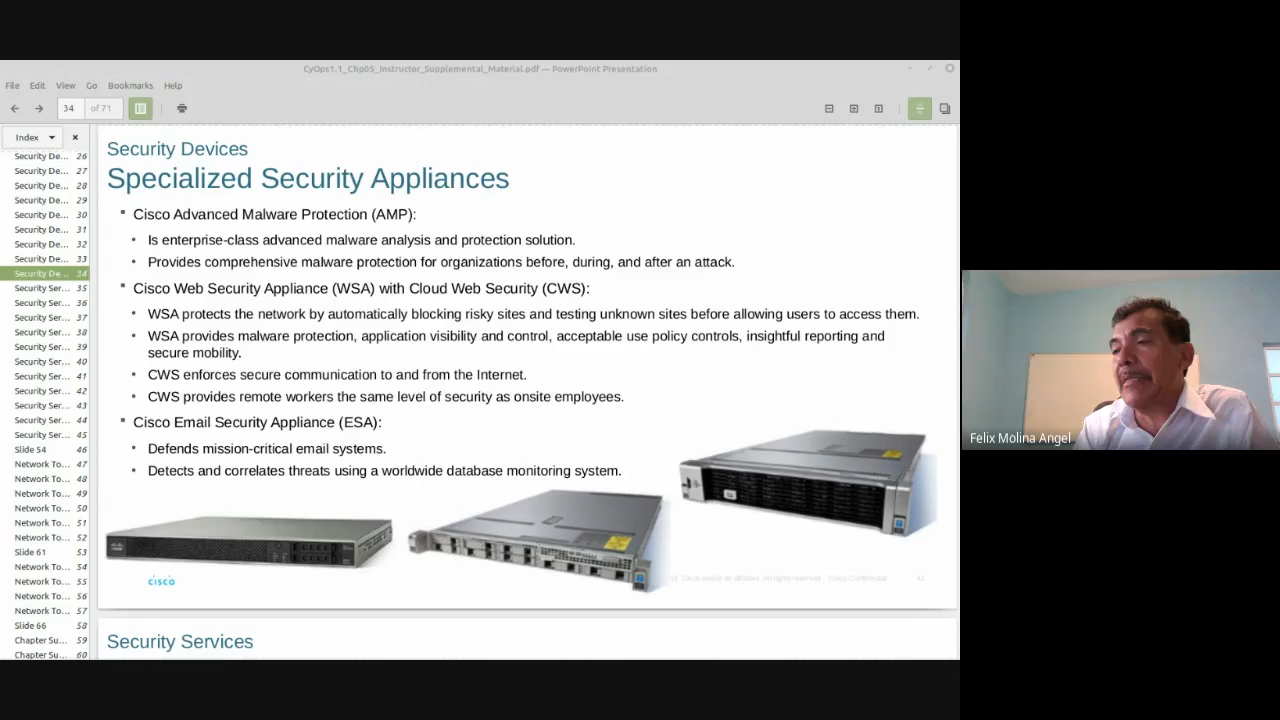 CyOps1.1_Chp05_Instructor_Supplemental_Material.pdf — PowerPoint Presentation
File Edit View Go Bookmarks Help
34 of 71
Index
Security De... 26
Security De... 27
Security De... 28
Security De... 29
Security De... 30
Security De... 31
Security De... 32
Security De... 33
Security De... 34
Security Ser... 35
Security Ser... 36
Security Ser... 37
Security Ser... 38
Security Ser... 39
Security Ser... 40
Security Ser... 41
Security Ser... 42
Security Ser... 43
Security Ser... 44
Security Ser... 45
Slide 54 46
Network To... 47
Network To... 48
Network To... 49
Network To... 50
Network To... 51
Network To... 52
Slide 61 53
Network To... 54
Network To... 55
Network To... 56
Network To... 57
Slide 66 58
Chapter Su... 59
Chapter Su... 60
Security Devices
Specialized Security Appliances
Cisco Advanced Malware Protection (AMP):
Is enterprise-class advanced malware analysis and protection solution.
Provides comprehensive malware protection for organizations before, during, and after an attack.
Cisco Web Security Appliance (WSA) with Cloud Web Security (CWS):
WSA protects the network by automatically blocking risky sites and testing unknown sites before allowing users to access them.
WSA provides malware protection, application visibility and control, acceptable use policy controls, insightful reporting and
secure mobility.
CWS enforces secure communication to and from the Internet.
CWS provides remote workers the same level of security as onsite employees.
Cisco Email Security Appliance (ESA):
Defends mission-critical email systems.
Detects and correlates threats using a worldwide database monitoring system.
cisco
Cisco and/or its affiliates. All rights reserved. Cisco Confidential
Security Services
Felix Molina Angel